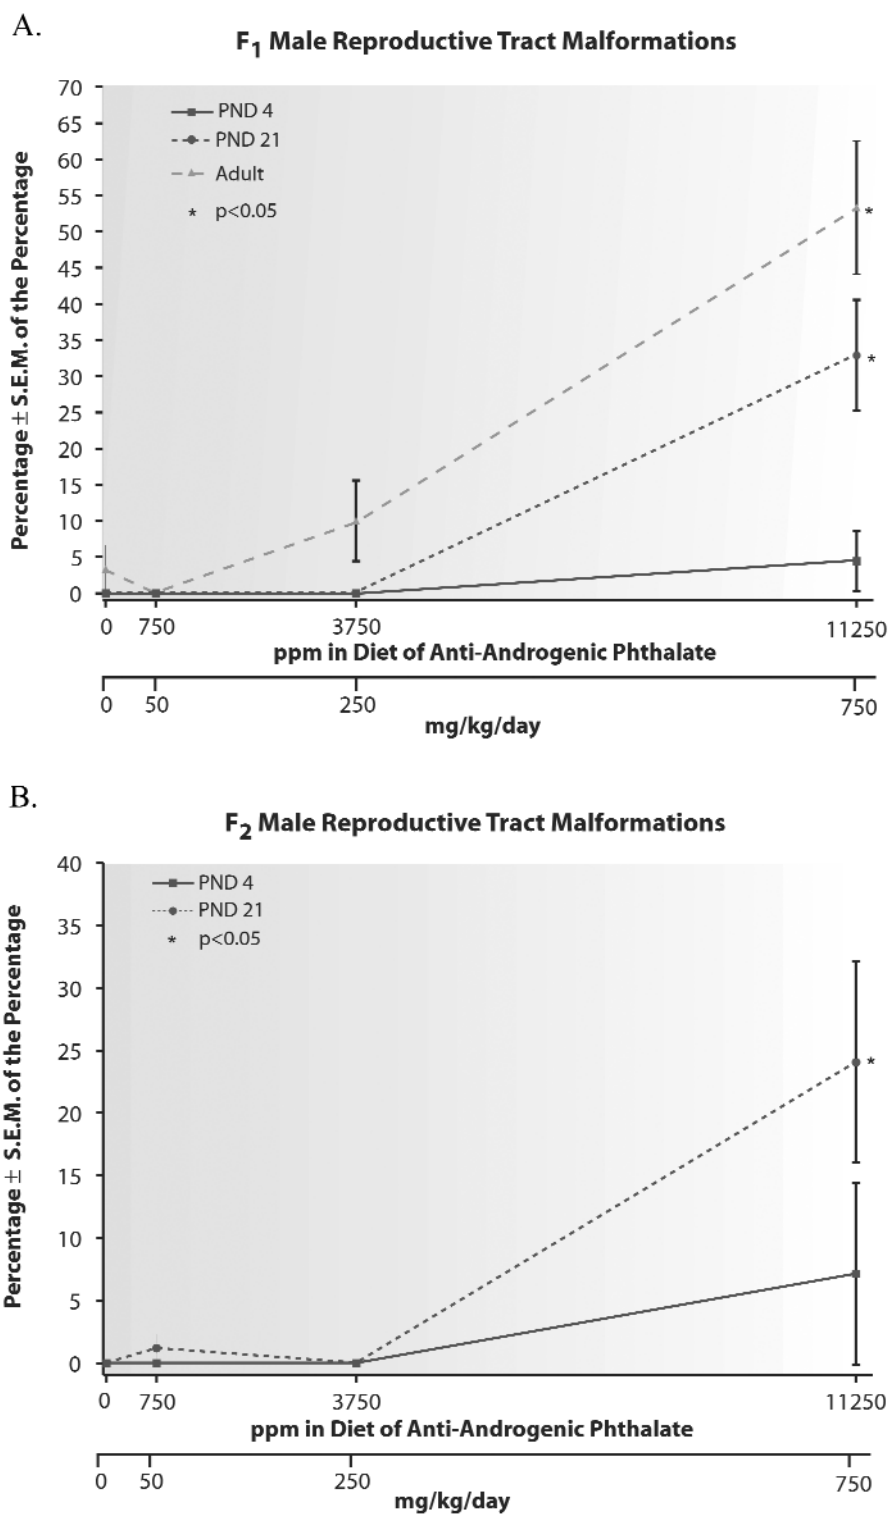 A.
F1 Male Reproductive Tract Malformations
70
65
60
55
50
45
40
35
30
25
20
15
10
5
0
Percentage ± S.E.M. of the Percentage
PND 4
PND 21
Adult
* p<0.05
*
*
0 750 3750 11250
ppm in Diet of Anti-Androgenic Phthalate
0 50 250 750
mg/kg/day
B.
F2 Male Reproductive Tract Malformations
40
35
30
25
20
15
10
5
0
Percentage ± S.E.M. of the Percentage
PND 4
PND 21
* p<0.05
*
0 750 3750 11250
ppm in Diet of Anti-Androgenic Phthalate
0 50 250 750
mg/kg/day